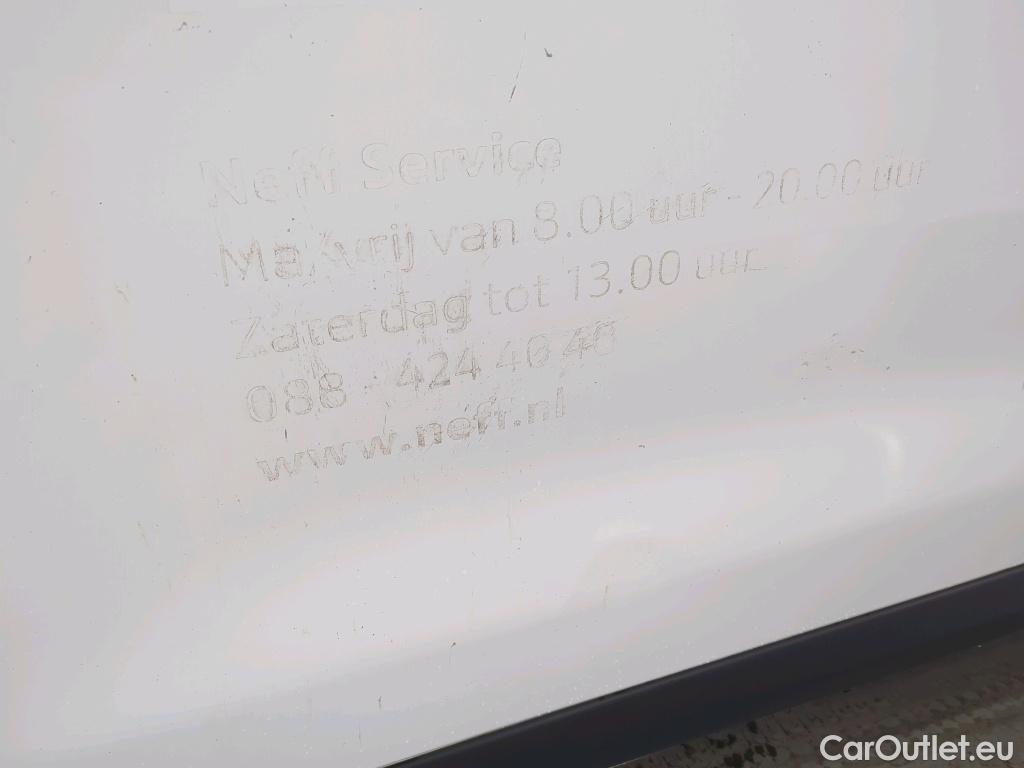 Neff Service
Ma/vrij van 8.00 uur - 20.00 uur
Zaterdag tot 13.00 uur
088 - 424 40 40
www.neff.nl
CarOutlet.eu